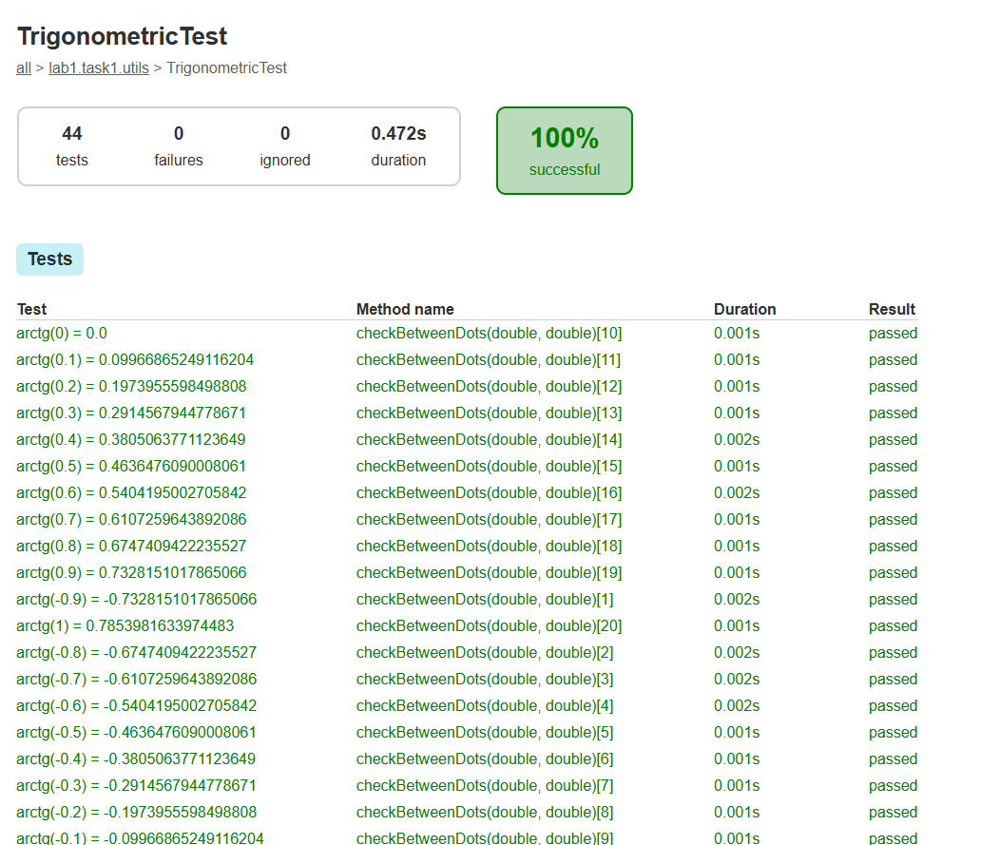 TrigonometricTest
all > lab1.task1.utils > TrigonometricTest
44 0 0 0.472s
tests failures ignored duration
100%
successful
Tests
Test Method name Duration Result
arctg(0) = 0.0 checkBetweenDots(double, double)[10] 0.001s passed
arctg(0.1) = 0.09966865249116204 checkBetweenDots(double, double)[11] 0.001s passed
arctg(0.2) = 0.1973955598498808 checkBetweenDots(double, double)[12] 0.001s passed
arctg(0.3) = 0.2914567944778671 checkBetweenDots(double, double)[13] 0.001s passed
arctg(0.4) = 0.3805063771123649 checkBetweenDots(double, double)[14] 0.002s passed
arctg(0.5) = 0.4636476090008061 checkBetweenDots(double, double)[15] 0.001s passed
arctg(0.6) = 0.5404195002705842 checkBetweenDots(double, double)[16] 0.002s passed
arctg(0.7) = 0.6107259643892086 checkBetweenDots(double, double)[17] 0.001s passed
arctg(0.8) = 0.6747409422235527 checkBetweenDots(double, double)[18] 0.001s passed
arctg(0.9) = 0.7328151017865066 checkBetweenDots(double, double)[19] 0.001s passed
arctg(-0.9) = -0.7328151017865066 checkBetweenDots(double, double)[1] 0.002s passed
arctg(1) = 0.7853981633974483 checkBetweenDots(double, double)[20] 0.001s passed
arctg(-0.8) = -0.6747409422235527 checkBetweenDots(double, double)[2] 0.002s passed
arctg(-0.7) = -0.6107259643892086 checkBetweenDots(double, double)[3] 0.002s passed
arctg(-0.6) = -0.5404195002705842 checkBetweenDots(double, double)[4] 0.002s passed
arctg(-0.5) = -0.4636476090008061 checkBetweenDots(double, double)[5] 0.001s passed
arctg(-0.4) = -0.3805063771123649 checkBetweenDots(double, double)[6] 0.001s passed
arctg(-0.3) = -0.2914567944778671 checkBetweenDots(double, double)[7] 0.001s passed
arctg(-0.2) = -0.1973955598498808 checkBetweenDots(double, double)[8] 0.001s passed
arctg(-0.1) = -0.09966865249116204 checkBetweenDots(double, double)[9] 0.001s passed